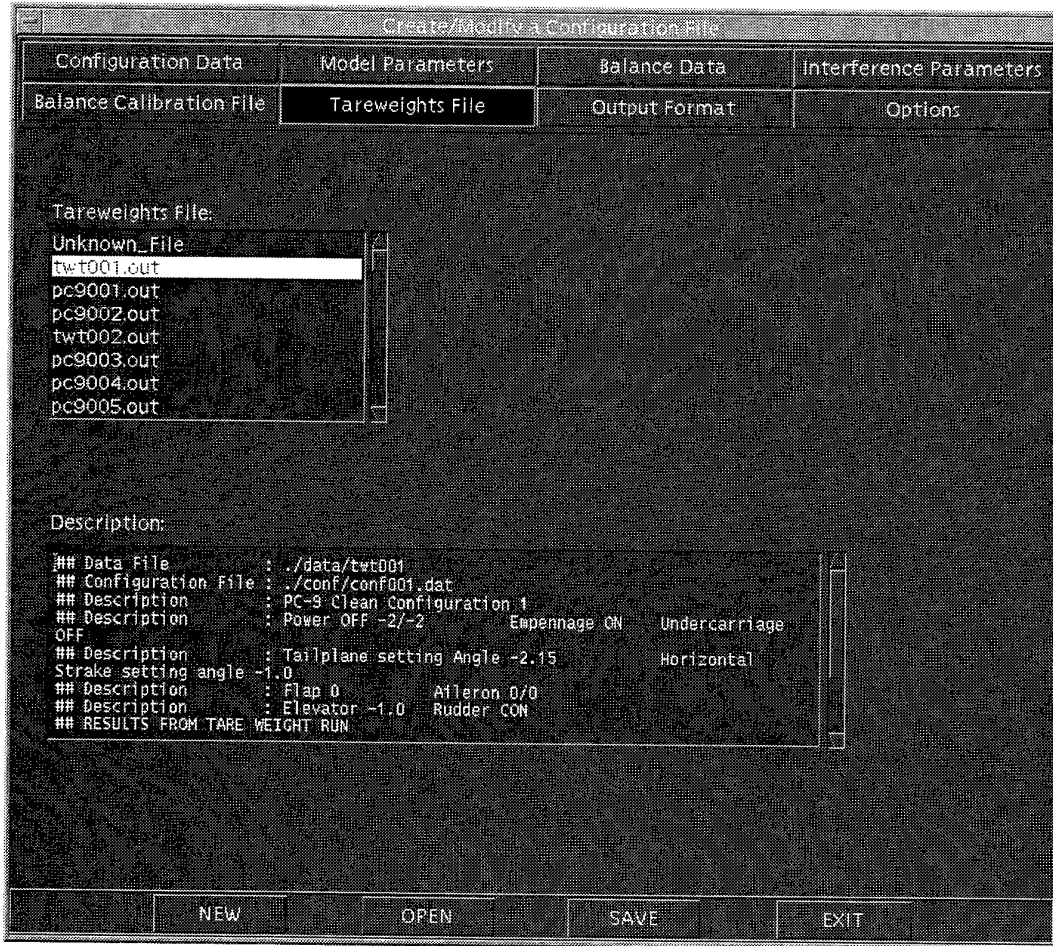 Create/Modify a Configuration File
Configuration Data Model Parameters Balance Data Interference Parameters
Balance Calibration File Tareweights File Output Format Options
Tareweights File:
Unknown_File
twt001.out
pc9001.out
pc9002.out
twt002.out
pc9003.out
pc9004.out
pc9005.out
Description:
## Data File : ./data/twt001
## Configuration File : ./conf/conf001.dat
## Description : PC-9 Clean Configuration 1
## Description : Power OFF -2/-2 Empennage ON Undercarriage
OFF
## Description : Tailplane setting Angle -2.15 Horizontal
Strake setting angle -1.0
## Description : Flap 0 Aileron 0/0
## Description : Elevator -1.0 Rudder CON
## RESULTS FROM TARE WEIGHT RUN
NEW OPEN SAVE EXIT